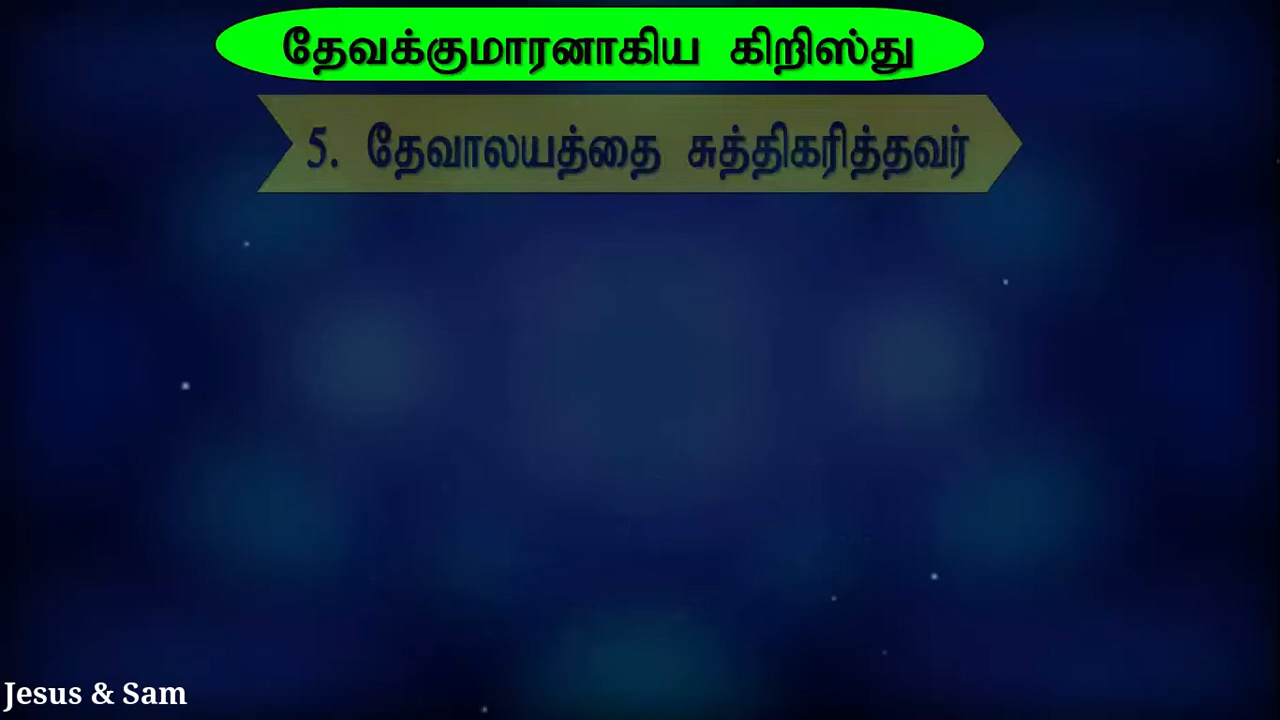 தேவக்குமாரனாகிய கிறிஸ்து
5. தேவாலயத்தை சுத்திகரித்தவர்
Jesus & Sam